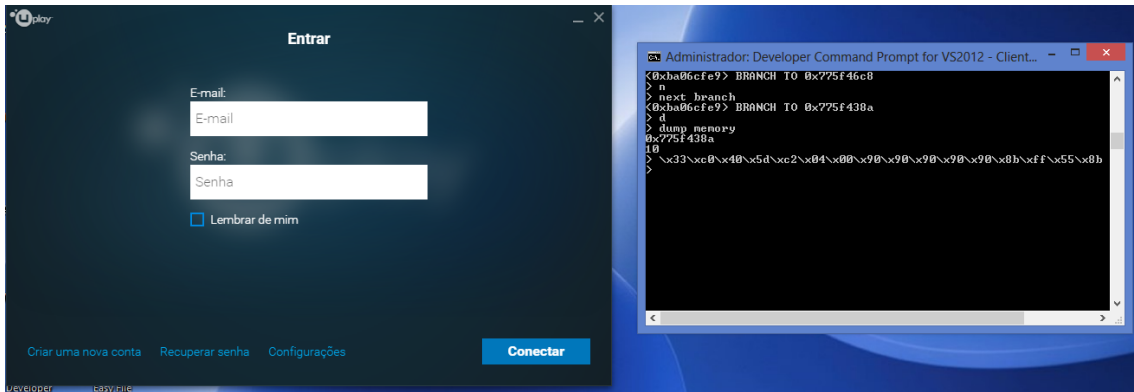 Uplay
Entrar
E-mail:
E-mail
Senha:
Senha
Lembrar de mim
Criar uma nova conta
Recuperar senha
Configurações
Conectar
Developer
Easy File
Administrador: Developer Command Prompt for VS2012 - Client...
<0xba06cfe9> BRANCH TO 0x775f46c8
> n
> next branch
<0xba06cfe9> BRANCH TO 0x775f438a
> d
> dump memory
0x775f438a
10
> \x33\xc0\x40\x5d\xc2\x04\x00\x90\x90\x90\x90\x90\x8b\xff\x55\x8b
>